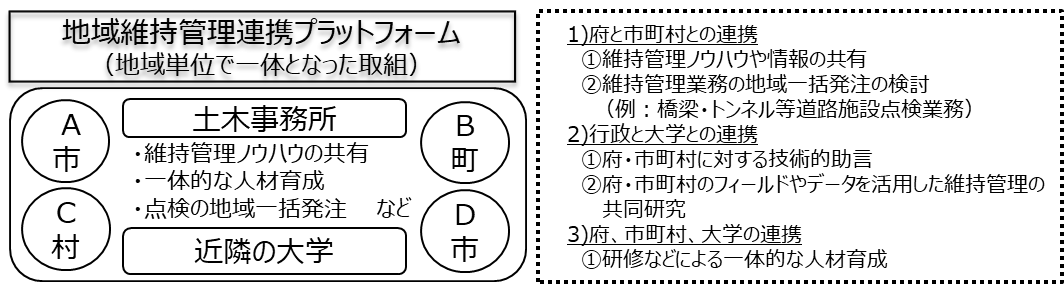 地域維持管理連携プラットフォーム
（地域単位で一体となった取組）
A
市
土木事務所
B
町
・維持管理ノウハウの共有
・一体的な人材育成
・点検の地域一括発注　など
C
村
近隣の大学
D
市
1)府と市町村との連携
①維持管理ノウハウや情報の共有
②維持管理業務の地域一括発注の検討
（例：橋梁・トンネル等道路施設点検業務）
2)行政と大学との連携
①府・市町村に対する技術的助言
②府・市町村のフィールドやデータを活用した維持管理の
共同研究
3)府、市町村、大学の連携
①研修などによる一体的な人材育成